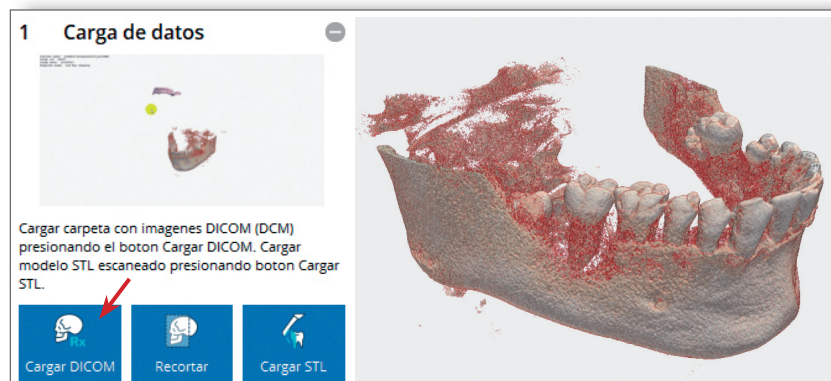 1 Carga de datos
Cargar carpeta con imagenes DICOM (DCM)
presionando el boton Cargar DICOM. Cargar
modelo STL escaneado presionando boton Cargar
STL.
Rx
Cargar DICOM
Recortar
Cargar STL